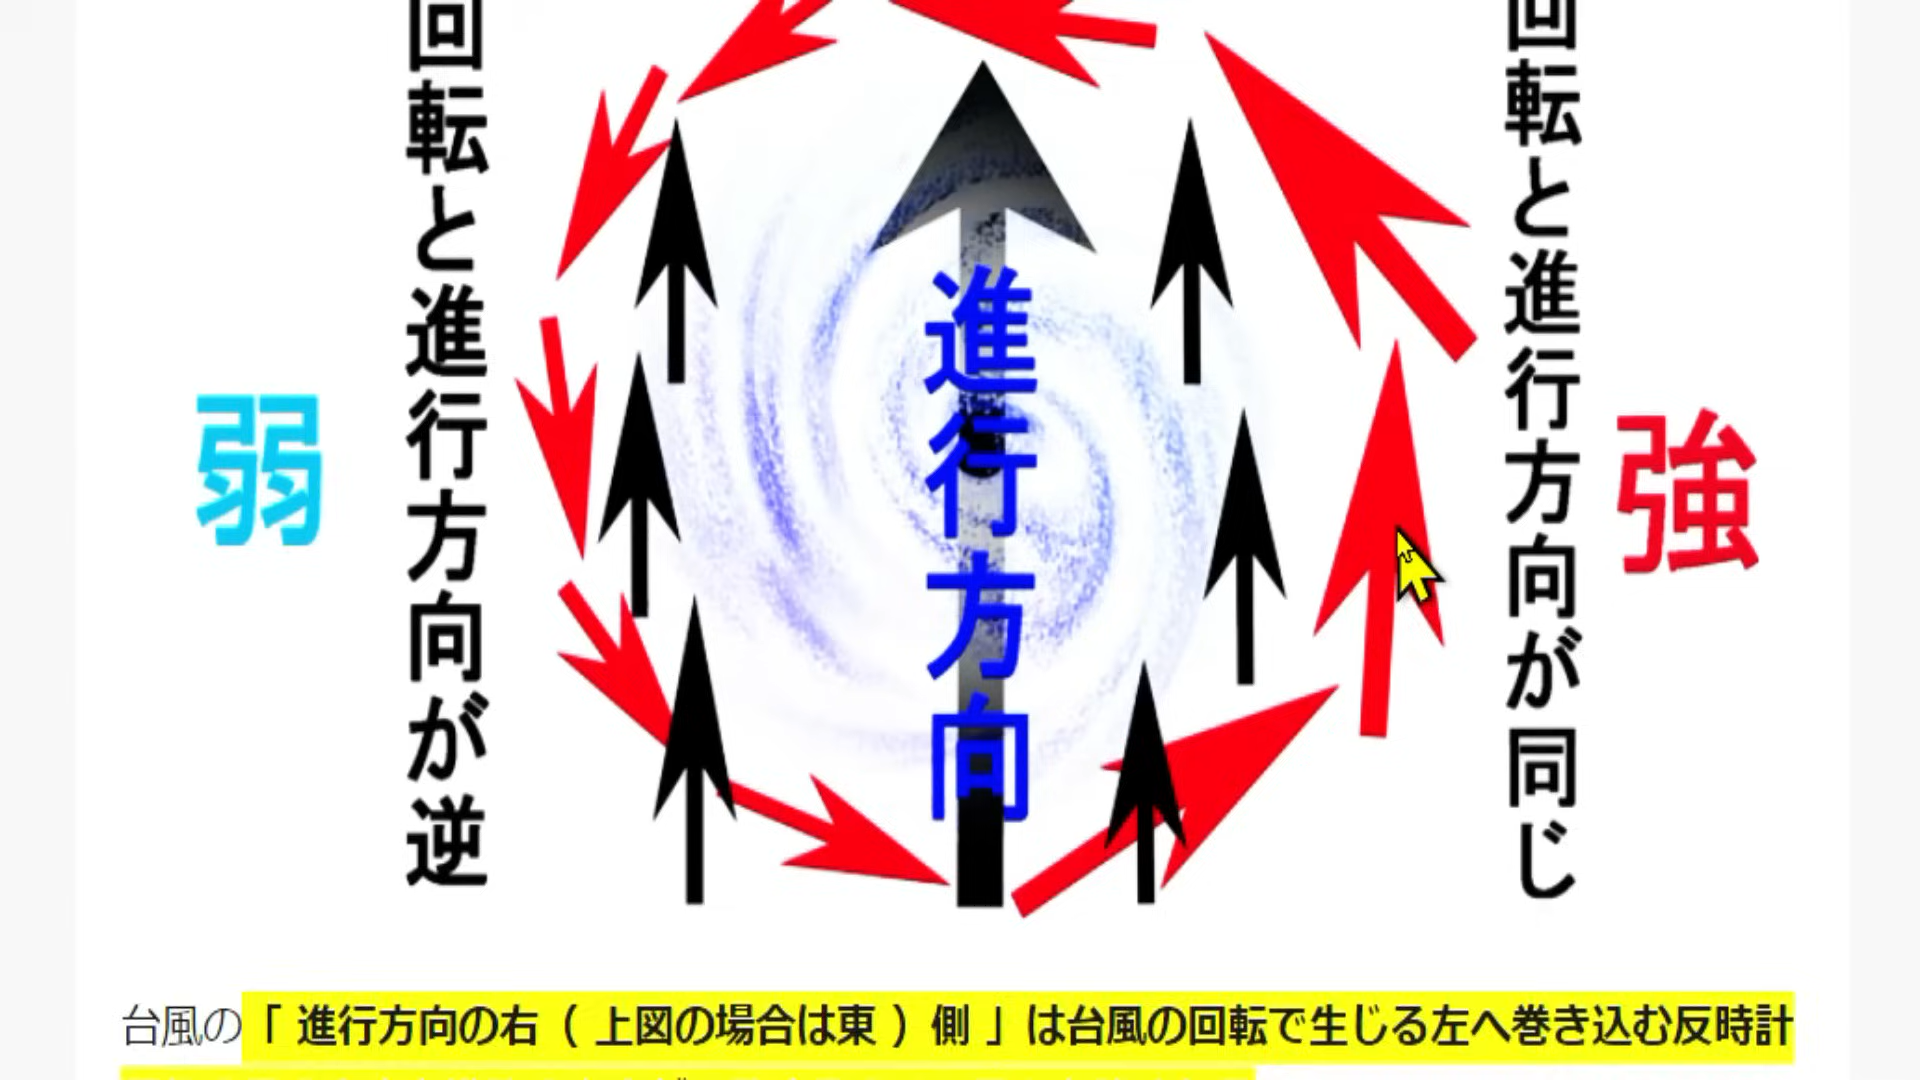 回転と進行方向が同じ
強
進行方向
回転と進行方向が逆
弱
台風の「 進行方向の右（ 上図の場合は東 ）側 」は台風の回転で生じる左へ巻き込む反時計